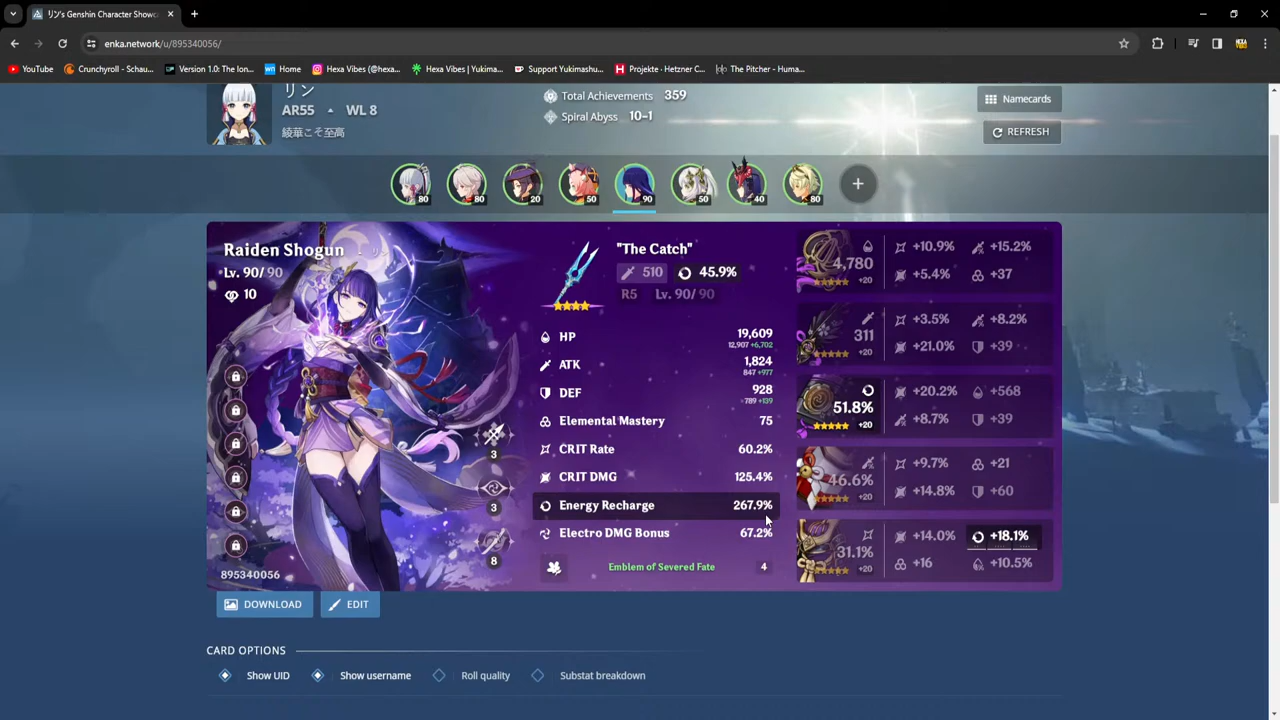 リン's Genshin Character Showc
enka.network/u/895340056/
YouTube
Crunchyroll - Schau...
Version 1.0: The lon...
Home
Hexa Vibes (@hexa...
Hexa Vibes | Yukima...
Support Yukimashu...
Projekte - Hetzner C...
The Pitcher - Huma...
リン
AR55
WL 8
綾華こそ至高
Total Achievements 359
Spiral Abyss 10-1
Namecards
REFRESH
80
80
20
50
90
50
40
80
+
Raiden Shogun
リン
Lv. 90/ 90
10
3
3
8
895340056
"The Catch"
510
45.9%
R5 Lv. 90/ 90
HP 19,609
12,907 +6,702
ATK 1,824
847 +977
DEF 928
789 +139
Elemental Mastery 75
CRIT Rate 60.2%
CRIT DMG 125.4%
Energy Recharge 267.9%
Electro DMG Bonus 67.2%
Emblem of Severed Fate 4
4,780
+20
+10.9% +15.2%
+5.4% +37
311
+20
+3.5% +8.2%
+21.0% +39
51.8%
+20
+20.2% +568
+8.7% +39
46.6%
+20
+9.7% +21
+14.8% +60
31.1%
+20
+14.0% +18.1%
+16 +10.5%
DOWNLOAD
EDIT
CARD OPTIONS
Show UID
Show username
Roll quality
Substat breakdown